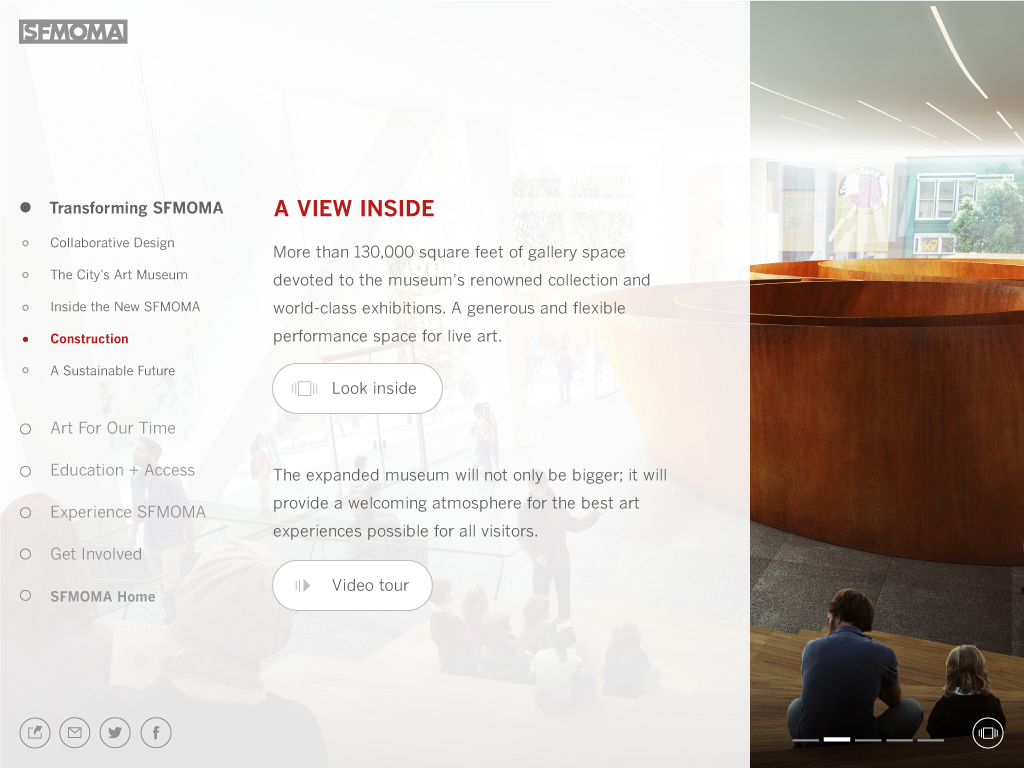 SFMOMA
Transforming SFMOMA
Collaborative Design
The City's Art Museum
Inside the New SFMOMA
Construction
A Sustainable Future
Art For Our Time
Education + Access
Experience SFMOMA
Get Involved
SFMOMA Home
A VIEW INSIDE
More than 130,000 square feet of gallery space
devoted to the museum's renowned collection and
world-class exhibitions. A generous and flexible
performance space for live art.
Look inside
The expanded museum will not only be bigger; it will
provide a welcoming atmosphere for the best art
experiences possible for all visitors.
Video tour